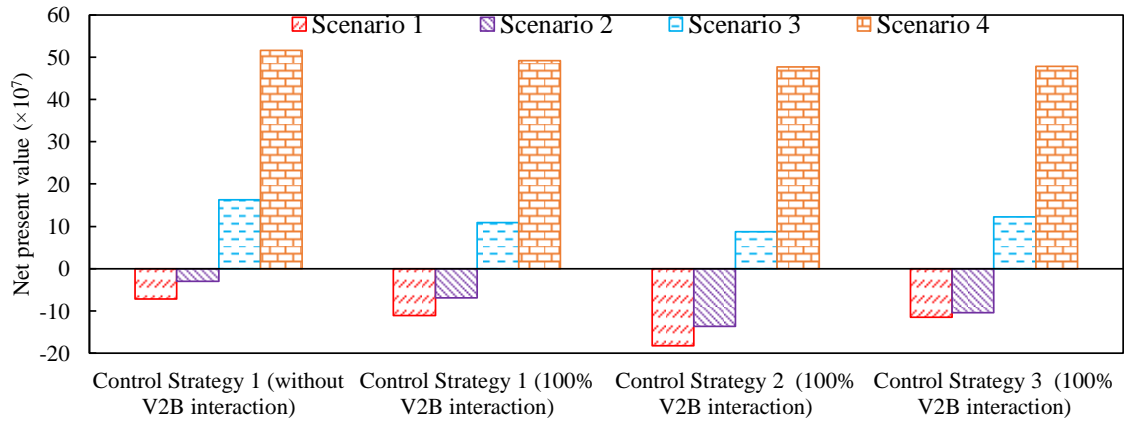 Scenario 1
Scenario 2
Scenario 3
Scenario 4
Net present value (×10⁷)
60
50
40
30
20
10
0
-10
-20
Control Strategy 1 (without
V2B interaction)
Control Strategy 1 (100%
V2B interaction)
Control Strategy 2 (100%
V2B interaction)
Control Strategy 3 (100%
V2B interaction)